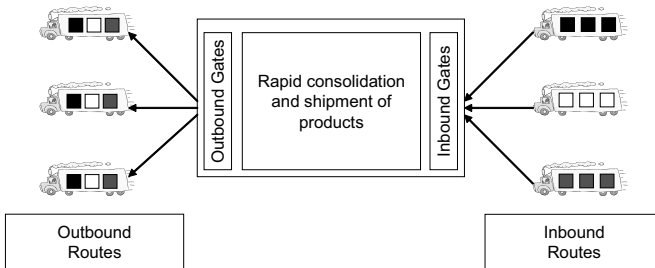 Outbound Gates
Rapid consolidation
and shipment of
products
Inbound Gates
Outbound
Routes
Inbound
Routes